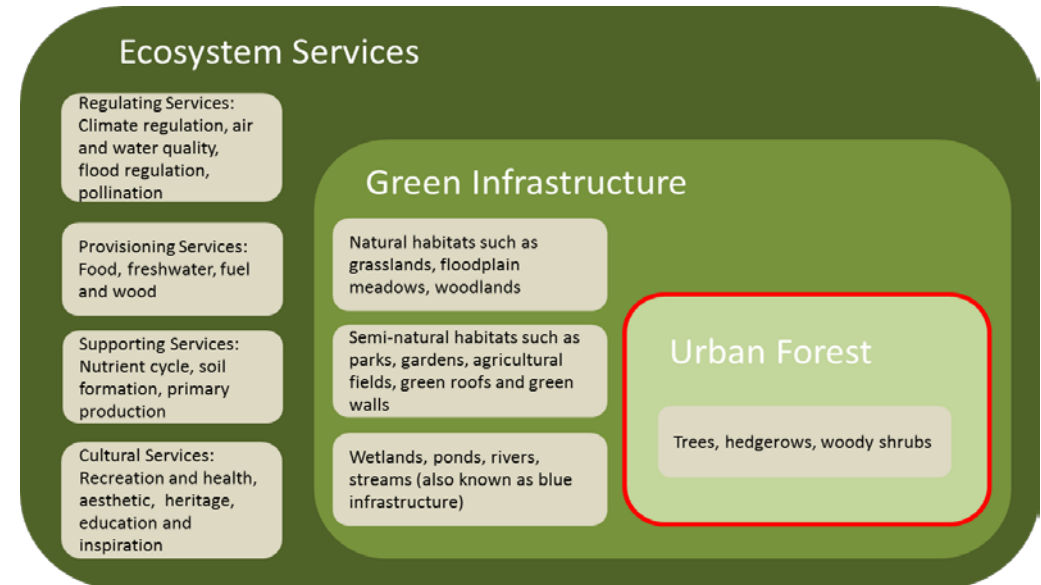 Ecosystem Services
Regulating Services:
Climate regulation, air
and water quality,
flood regulation,
pollination
Provisioning Services:
Food, freshwater, fuel
and wood
Supporting Services:
Nutrient cycle, soil
formation, primary
production
Cultural Services:
Recreation and health,
aesthetic, heritage,
education and
inspiration
Green Infrastructure
Natural habitats such as
grasslands, floodplain
meadows, woodlands
Semi-natural habitats such as
parks, gardens, agricultural
fields, green roofs and green
walls
Wetlands, ponds, rivers,
streams (also known as blue
infrastructure)
Urban Forest
Trees, hedgerows, woody shrubs